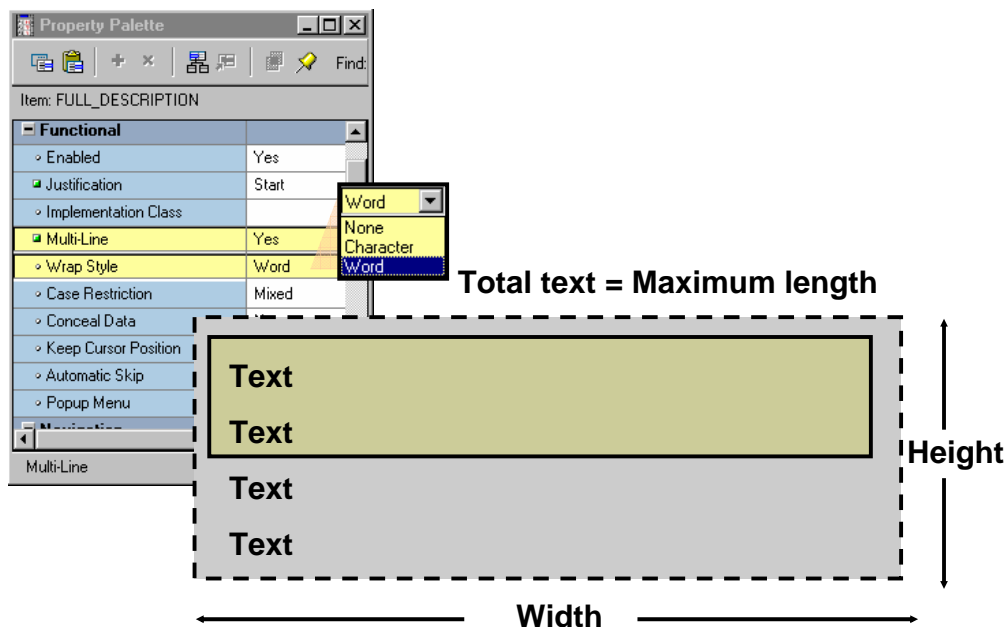 Property Palette
Find:
Item: FULL_DESCRIPTION
Functional
Enabled Yes
Justification Start
Implementation Class
Multi-Line Yes
Wrap Style Word
Case Restriction Mixed
Conceal Data
Keep Cursor Position
Automatic Skip
Popup Menu
Navigation
Multi-Line
Word
None
Character
Word
Total text = Maximum length
Text
Text
Text
Text
Height
Width